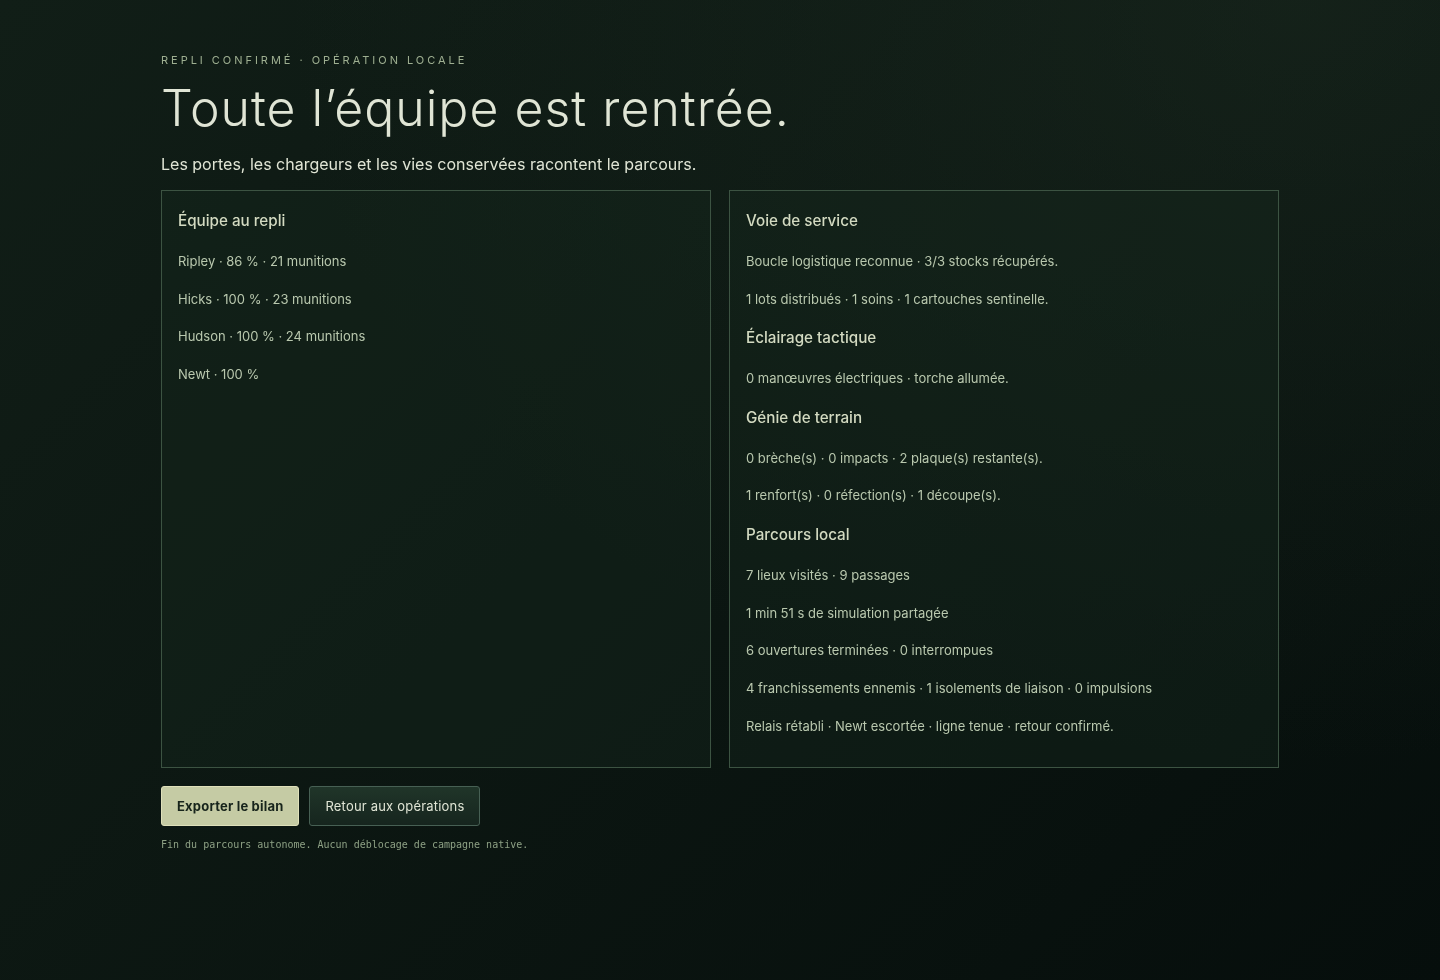 REPLI CONFIRMÉ · OPÉRATION LOCALE
Toute l’équipe est rentrée.
Les portes, les chargeurs et les vies conservées racontent le parcours.
Équipe au repli
Ripley · 86 % · 21 munitions
Hicks · 100 % · 23 munitions
Hudson · 100 % · 24 munitions
Newt · 100 %
Voie de service
Boucle logistique reconnue · 3/3 stocks récupérés.
1 lots distribués · 1 soins · 1 cartouches sentinelle.
Éclairage tactique
0 manœuvres électriques · torche allumée.
Génie de terrain
0 brèche(s) · 0 impacts · 2 plaque(s) restante(s).
1 renfort(s) · 0 réfection(s) · 1 découpe(s).
Parcours local
7 lieux visités · 9 passages
1 min 51 s de simulation partagée
6 ouvertures terminées · 0 interrompues
4 franchissements ennemis · 1 isolements de liaison · 0 impulsions
Relais rétabli · Newt escortée · ligne tenue · retour confirmé.
Exporter le bilan
Retour aux opérations
Fin du parcours autonome. Aucun déblocage de campagne native.